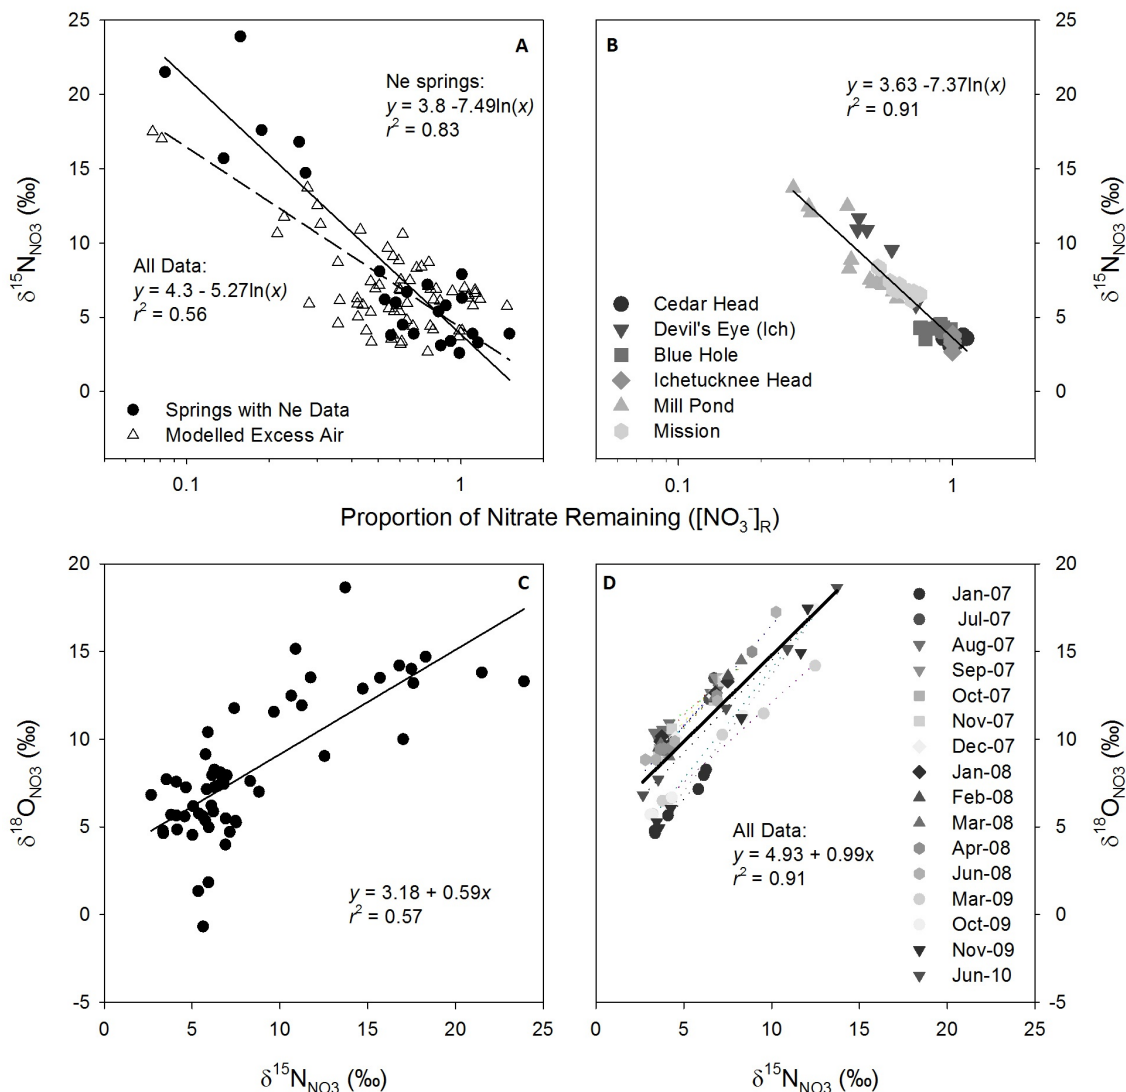 25
20
15
10
5
0
δ¹⁵N_NO3 (‰)
A
Ne springs:
y = 3.8 -7.49ln(x)
r² = 0.83
All Data:
y = 4.3 - 5.27ln(x)
r² = 0.56
Springs with Ne Data
Modelled Excess Air
0.1
1
B
y = 3.63 -7.37ln(x)
r² = 0.91
Cedar Head
Devil's Eye (Ich)
Blue Hole
Ichetucknee Head
Mill Pond
Mission
25
20
15
10
5
0
δ¹⁵N_NO3 (‰)
0.1
1
Proportion of Nitrate Remaining ([NO₃⁻]_R)
20
15
10
5
0
-5
δ¹⁸O_NO3 (‰)
C
y = 3.18 + 0.59x
r² = 0.57
0
5
10
15
20
25
δ¹⁵N_NO3 (‰)
D
Jan-07
Jul-07
Aug-07
Sep-07
Oct-07
Nov-07
Dec-07
Jan-08
Feb-08
Mar-08
Apr-08
Jun-08
Mar-09
Oct-09
Nov-09
Jun-10
All Data:
y = 4.93 + 0.99x
r² = 0.91
20
15
10
5
0
-5
δ¹⁸O_NO3 (‰)
0
5
10
15
20
25
δ¹⁵N_NO3 (‰)